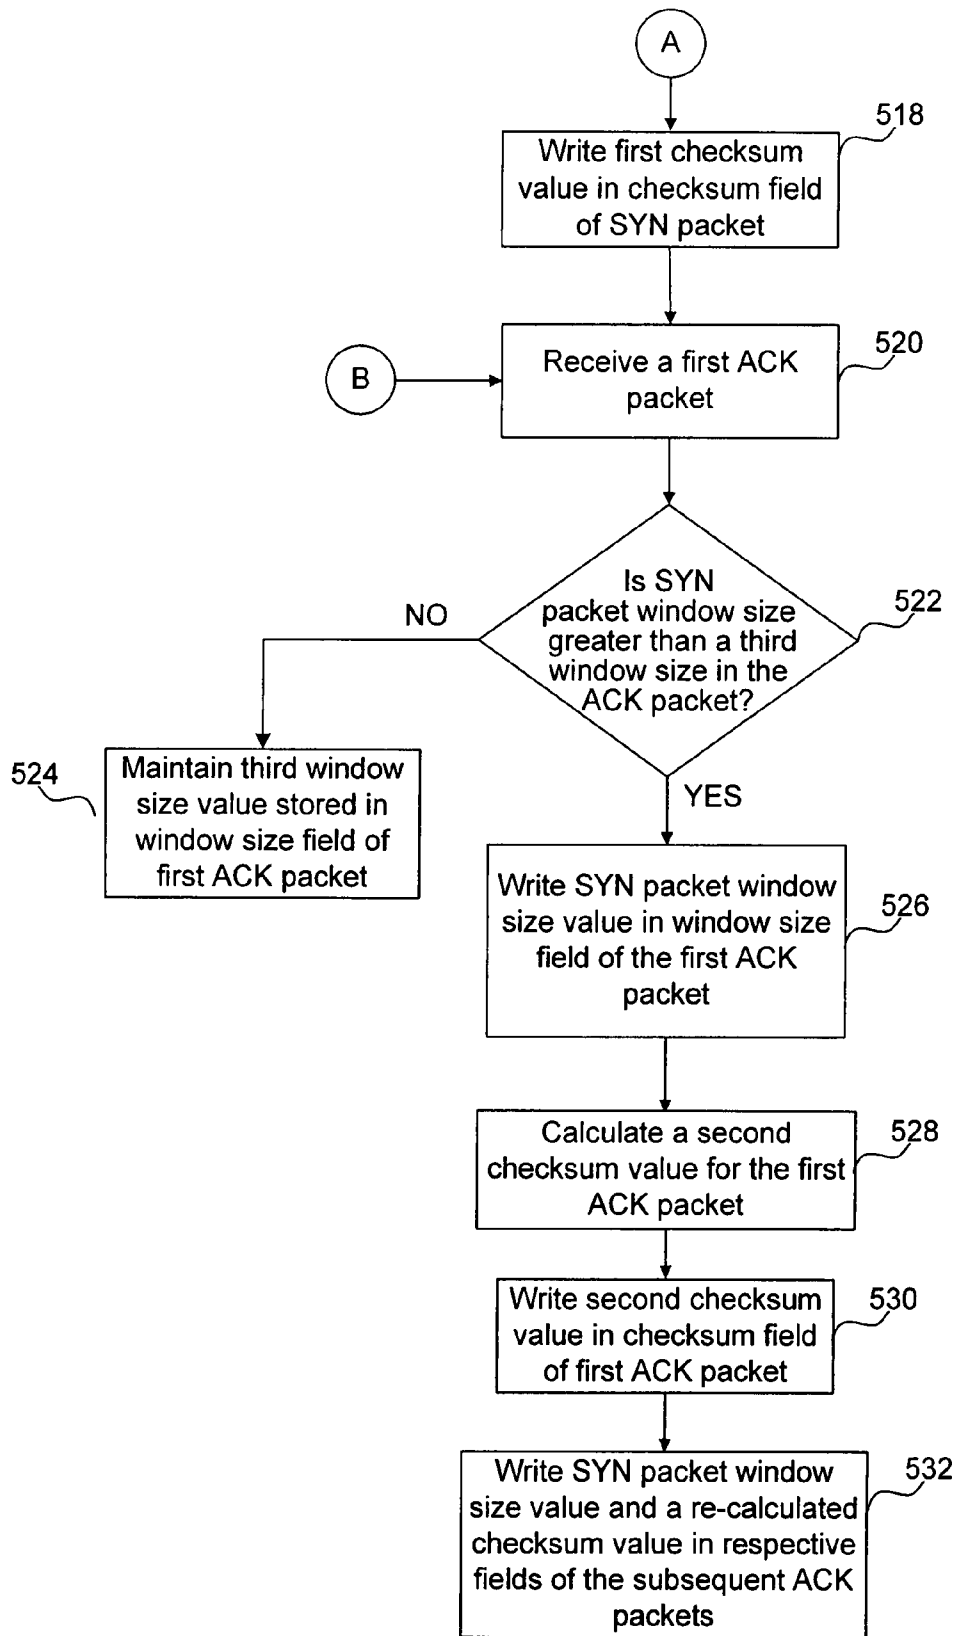 A
518
Write first checksum
value in checksum field
of SYN packet
520
Receive a first ACK
packet
B
Is SYN
packet window size
greater than a third
window size in the
ACK packet?
522
NO
YES
524
Maintain third window
size value stored in
window size field of
first ACK packet
Write SYN packet window
size value in window size
field of the first ACK
packet
526
Calculate a second
checksum value for the first
ACK packet
528
Write second checksum
value in checksum field
of first ACK packet
530
Write SYN packet window
size value and a re-calculated
checksum value in respective
fields of the subsequent ACK
packets
532